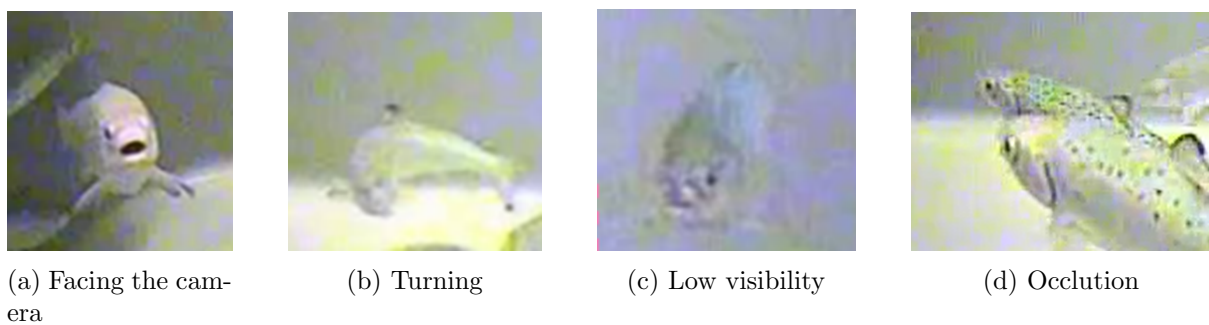 (a) Facing the cam-
era
(b) Turning
(c) Low visibility
(d) Occlution